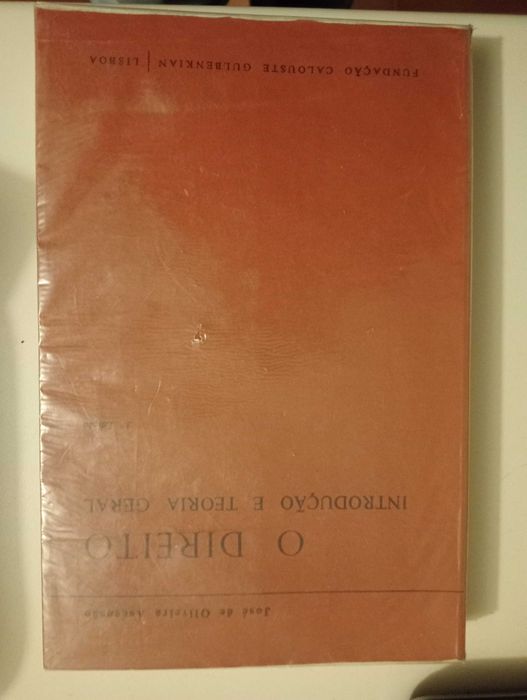 José de Oliveira Ascensão
O DIREITO
INTRODUÇÃO E TEORIA GERAL
FUNDAÇÃO CALOUSTE GULBENKIAN | LISBOA